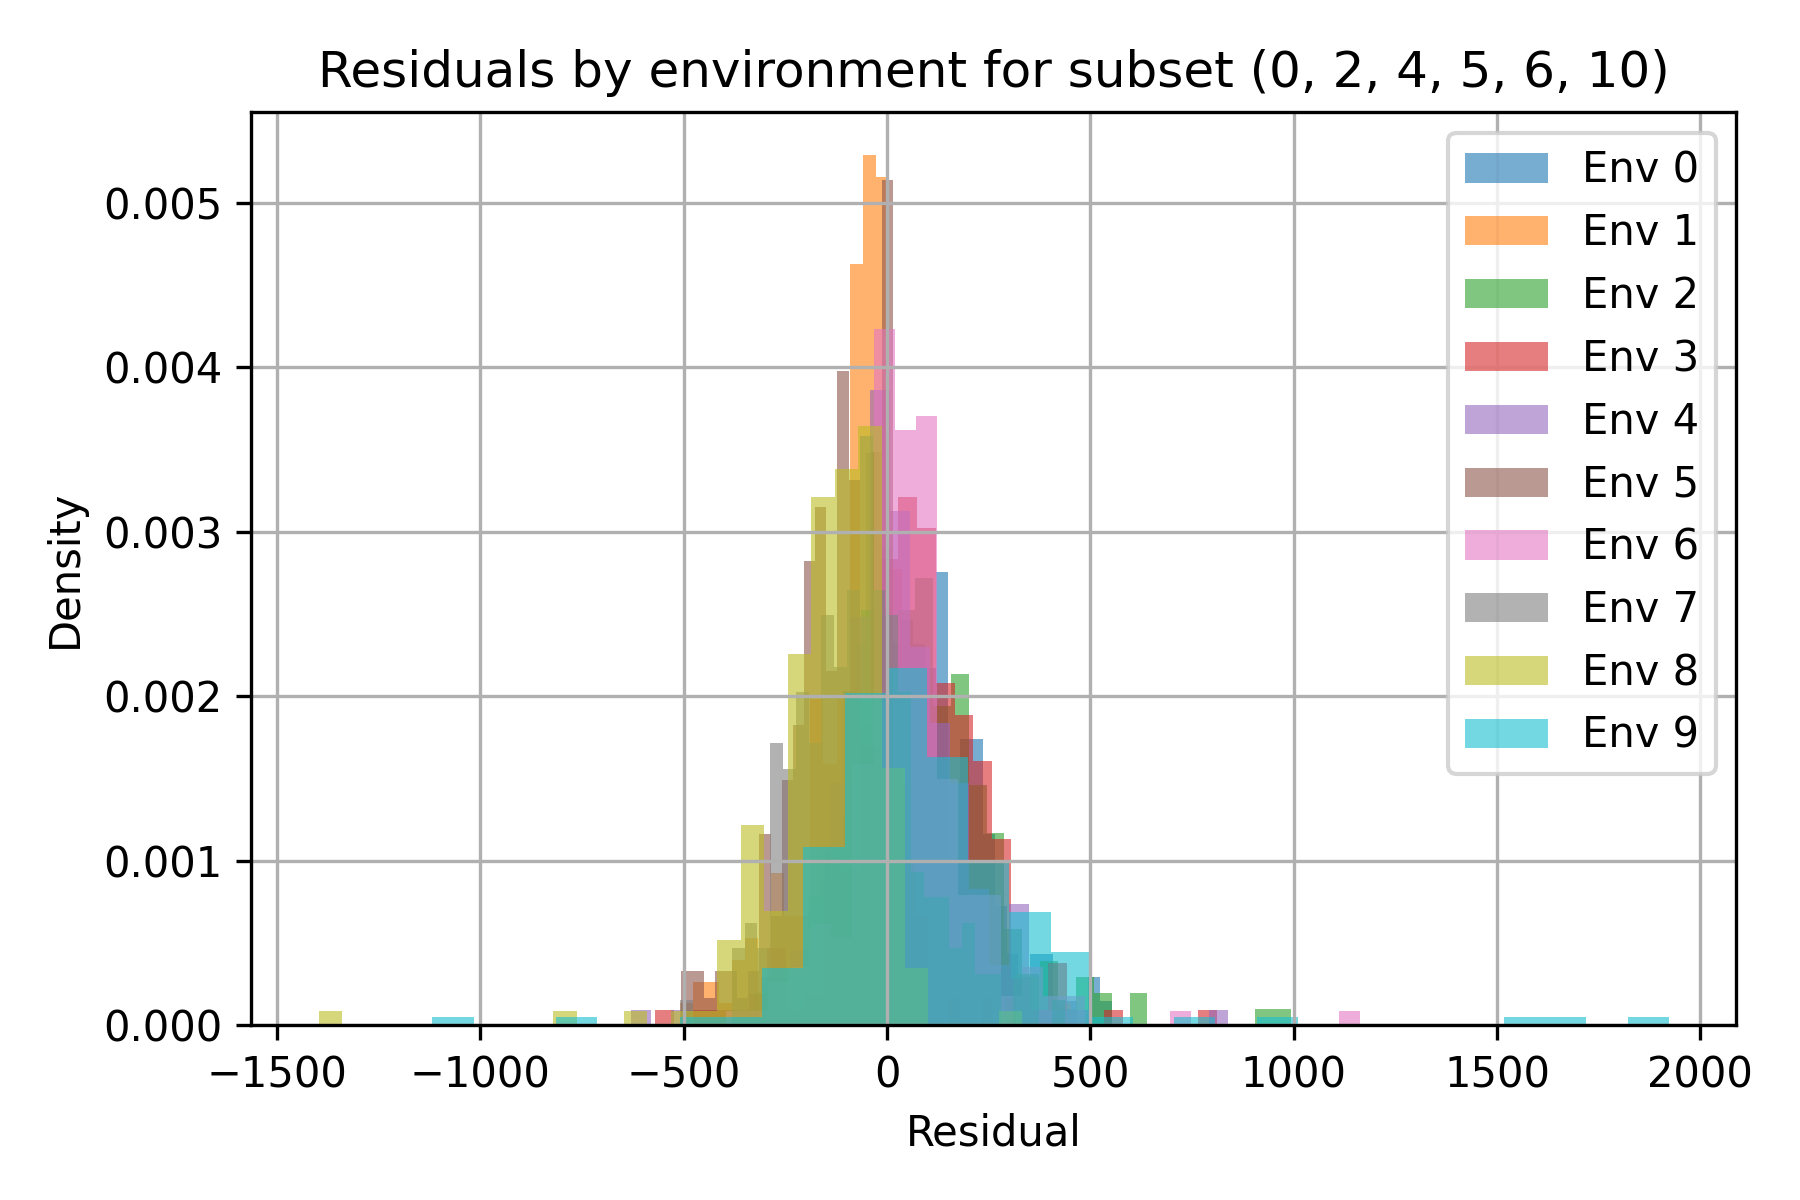 Residuals by environment for subset (0, 2, 4, 5, 6, 10)
Density
0.005
0.004
0.003
0.002
0.001
0.000
−1500
−1000
−500
0
500
1000
1500
2000
Residual
Env 0
Env 1
Env 2
Env 3
Env 4
Env 5
Env 6
Env 7
Env 8
Env 9